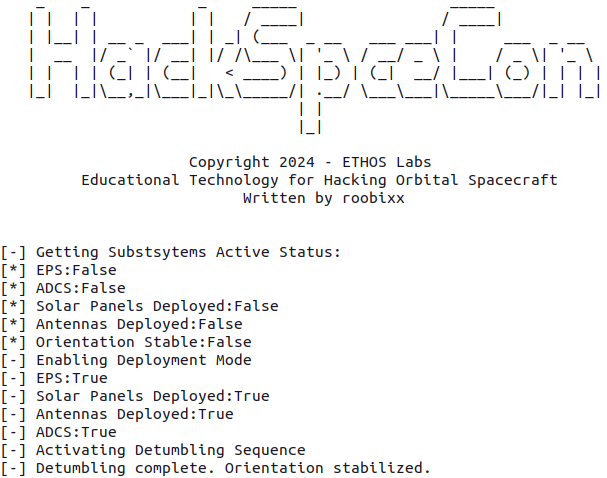 HackSpaceCon
Copyright 2024 - ETHOS Labs
Educational Technology for Hacking Orbital Spacecraft
Written by roobixx
[-] Getting Substsytems Active Status:
[*] EPS:False
[*] ADCS:False
[*] Solar Panels Deployed:False
[*] Antennas Deployed:False
[*] Orientation Stable:False
[-] Enabling Deployment Mode
[-] EPS:True
[-] Solar Panels Deployed:True
[-] Antennas Deployed:True
[-] ADCS:True
[-] Activating Detumbling Sequence
[-] Detumbling complete. Orientation stabilized.